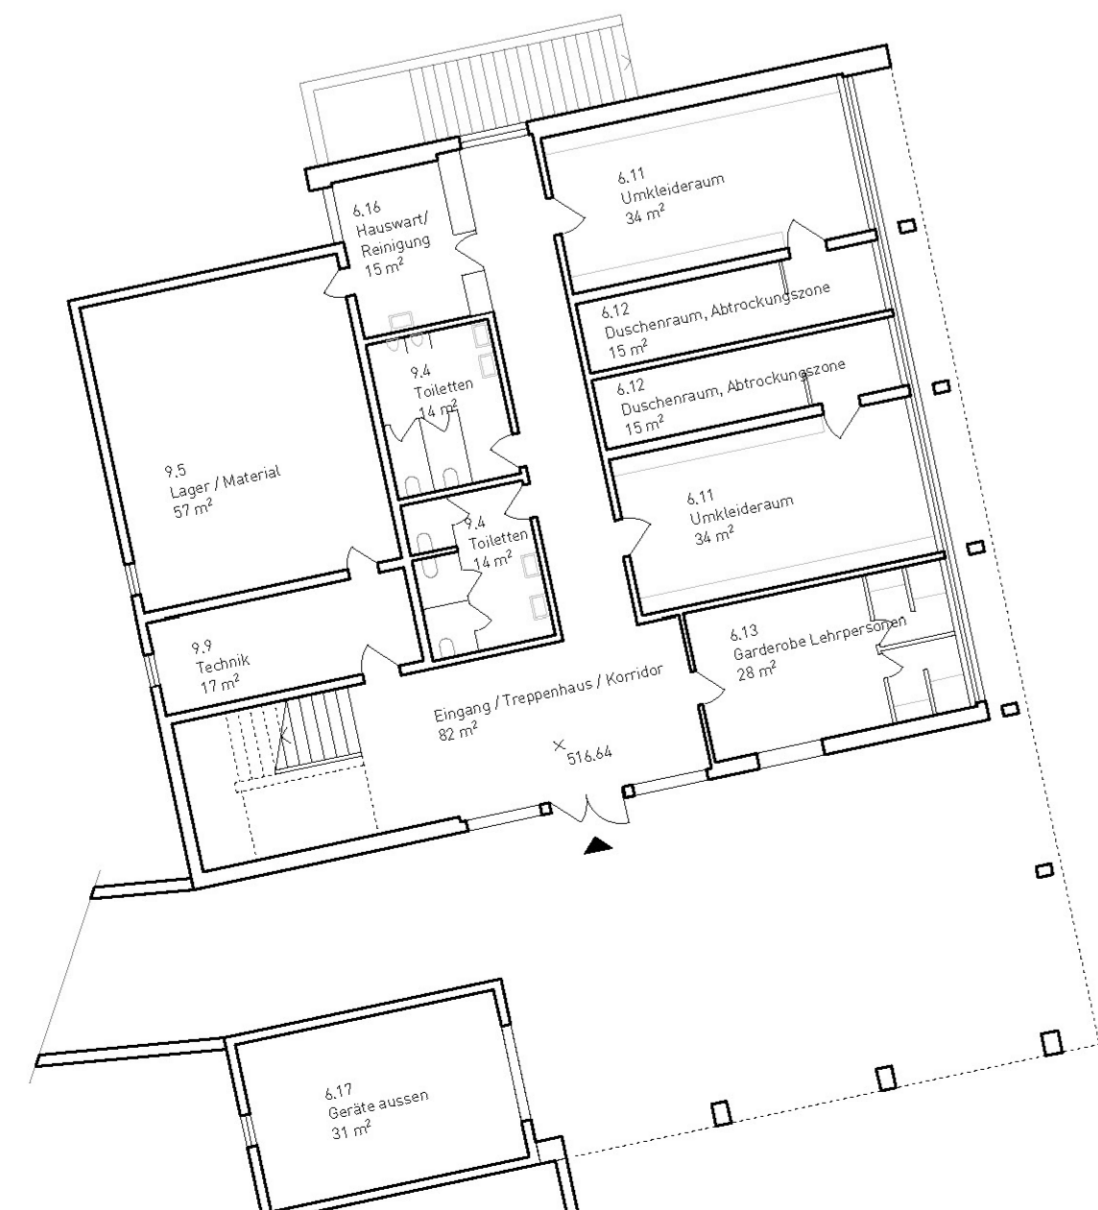 6.11
Umkleideraum
34 m²
6.16
Hauswart/
Reinigung
15 m²
6.12
Duschenraum, Abtrockungszone
15 m²
9.4
Toiletten
14 m²
6.12
Duschenraum, Abtrockungszone
15 m²
9.5
Lager / Material
57 m²
6.11
Umkleideraum
34 m²
9.4
Toiletten
14 m²
9.9
Technik
17 m²
6.13
Garderobe Lehrpersonen
28 m²
Eingang / Treppenhaus / Korridor
82 m²
516.64
6.17
Geräte aussen
31 m²